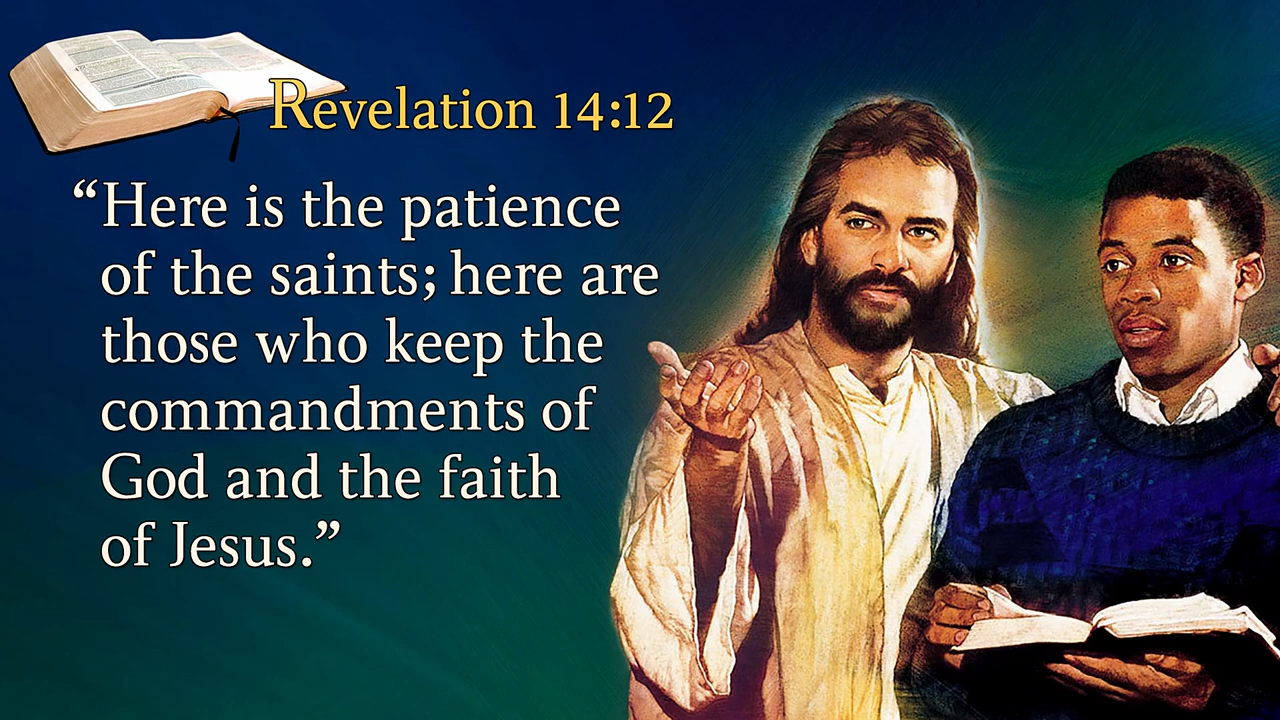 Revelation 14:12
“Here is the patience
of the saints; here are
those who keep the
commandments of
God and the faith
of Jesus.”